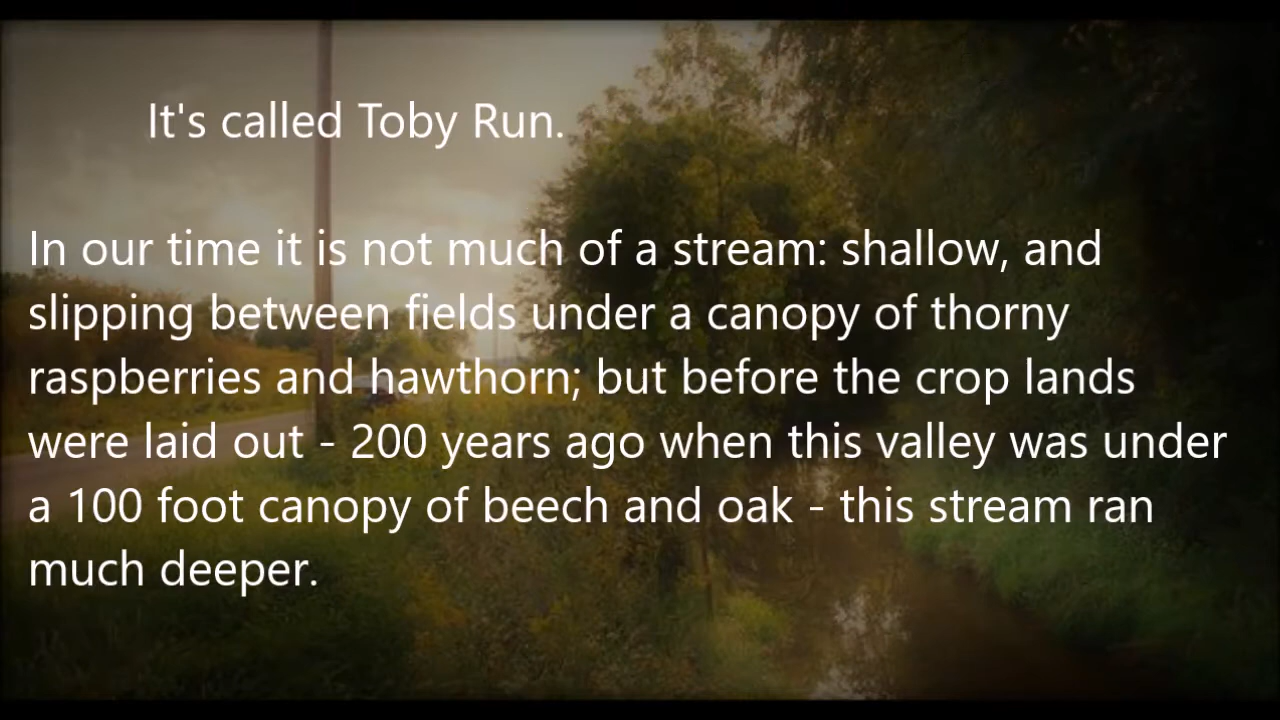 It's called Toby Run.
In our time it is not much of a stream: shallow, and
slipping between fields under a canopy of thorny
raspberries and hawthorn; but before the crop lands
were laid out - 200 years ago when this valley was under
a 100 foot canopy of beech and oak - this stream ran
much deeper.